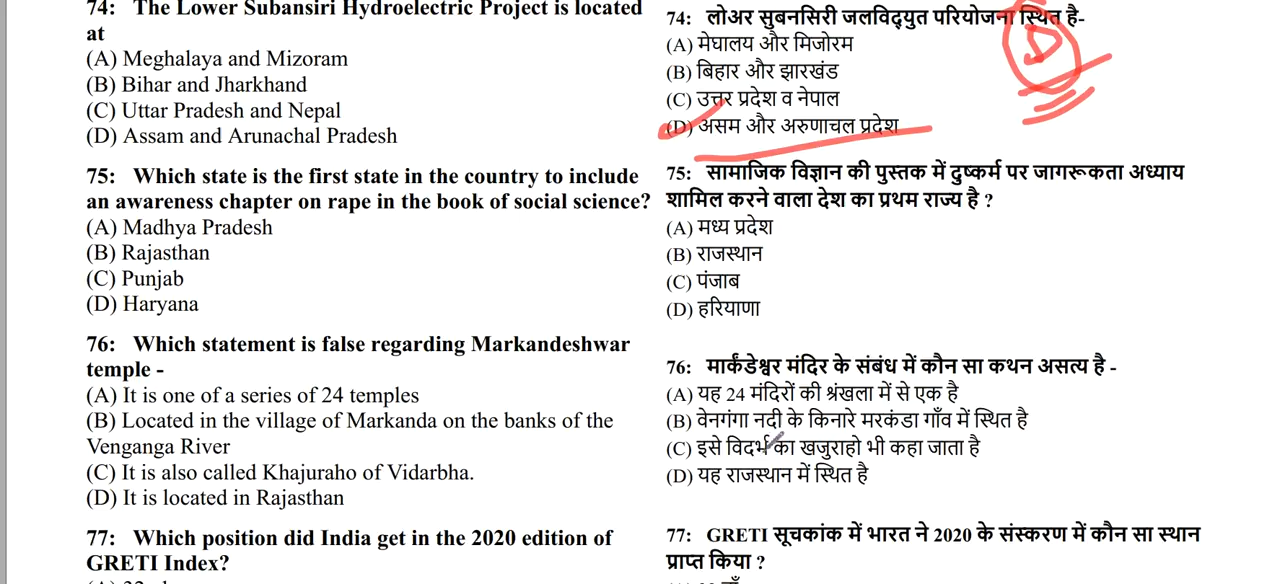 74: The Lower Subansiri Hydroelectric Project is located
at
(A) Meghalaya and Mizoram
(B) Bihar and Jharkhand
(C) Uttar Pradesh and Nepal
(D) Assam and Arunachal Pradesh
75: Which state is the first state in the country to include
an awareness chapter on rape in the book of social science?
(A) Madhya Pradesh
(B) Rajasthan
(C) Punjab
(D) Haryana
76: Which statement is false regarding Markandeshwar
temple -
(A) It is one of a series of 24 temples
(B) Located in the village of Markanda on the banks of the
Venganga River
(C) It is also called Khajuraho of Vidarbha.
(D) It is located in Rajasthan
77: Which position did India get in the 2020 edition of
GRETI Index?
74: लोअर सुबनसिरी जलविद्युत परियोजना स्थित है-
(A) मेघालय और मिजोरम
(B) बिहार और झारखंड
(C) उत्तर प्रदेश व नेपाल
(D) असम और अरुणाचल प्रदेश
D
75: सामाजिक विज्ञान की पुस्तक में दुष्कर्म पर जागरूकता अध्याय
शामिल करने वाला देश का प्रथम राज्य है ?
(A) मध्य प्रदेश
(B) राजस्थान
(C) पंजाब
(D) हरियाणा
76: मार्कंडेश्वर मंदिर के संबंध में कौन सा कथन असत्य है -
(A) यह 24 मंदिरों की श्रंखला में से एक है
(B) वेनगंगा नदी के किनारे मरकंडा गाँव में स्थित है
(C) इसे विदर्भ का खजुराहो भी कहा जाता है
(D) यह राजस्थान में स्थित है
77: GRETI सूचकांक में भारत ने 2020 के संस्करण में कौन सा स्थान
प्राप्त किया ?